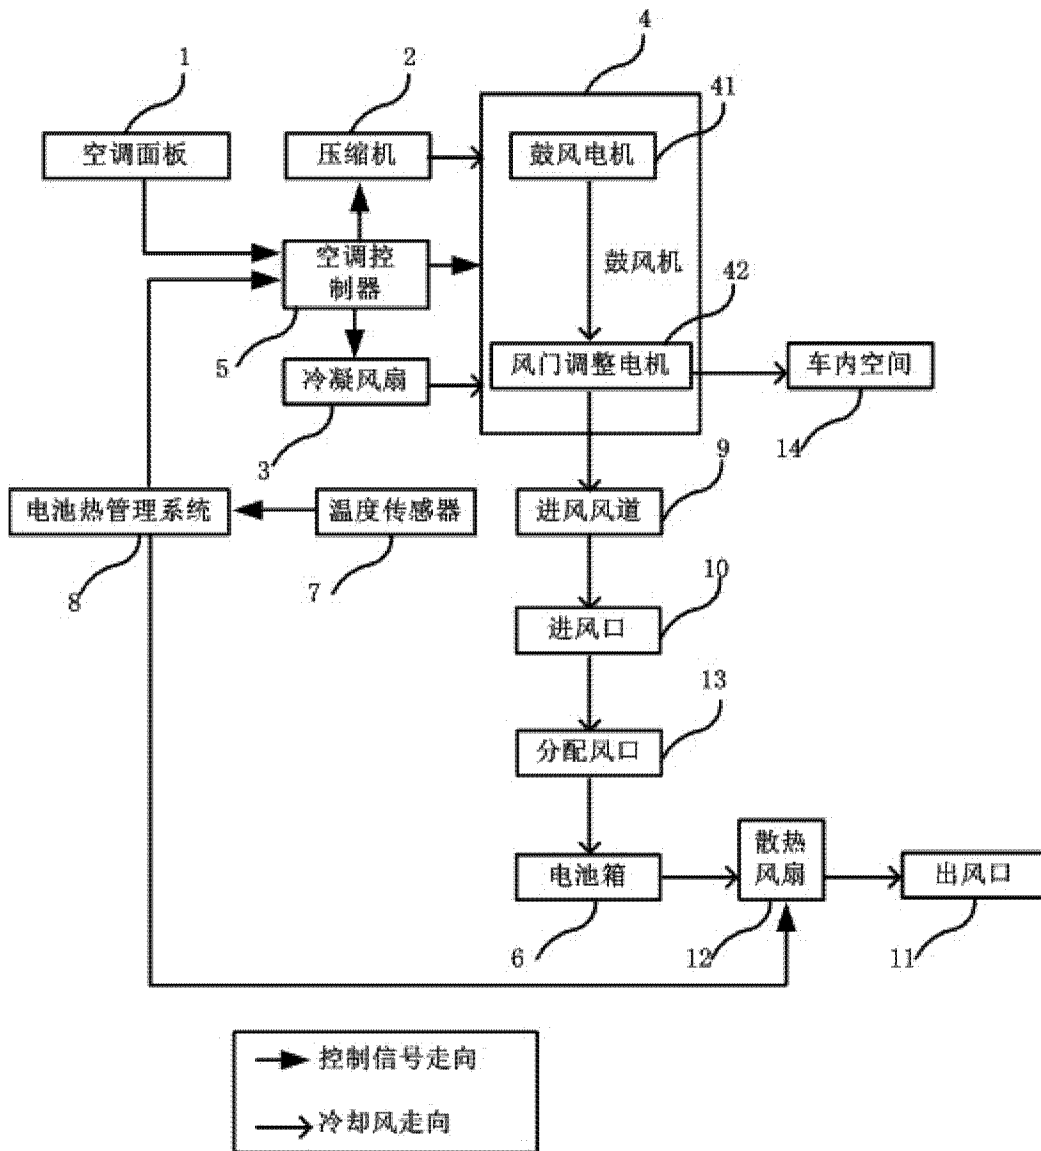 4
1
2
41
空调面板
压缩机
鼓风电机
空调控
制器
鼓风机
42
5
冷凝风扇
风门调整电机
车内空间
3
14
9
电池热管理系统
温度传感器
进风风道
8
7
10
进风口
13
分配风口
电池箱
散热
风扇
出风口
6
12
11
控制信号走向
冷却风走向